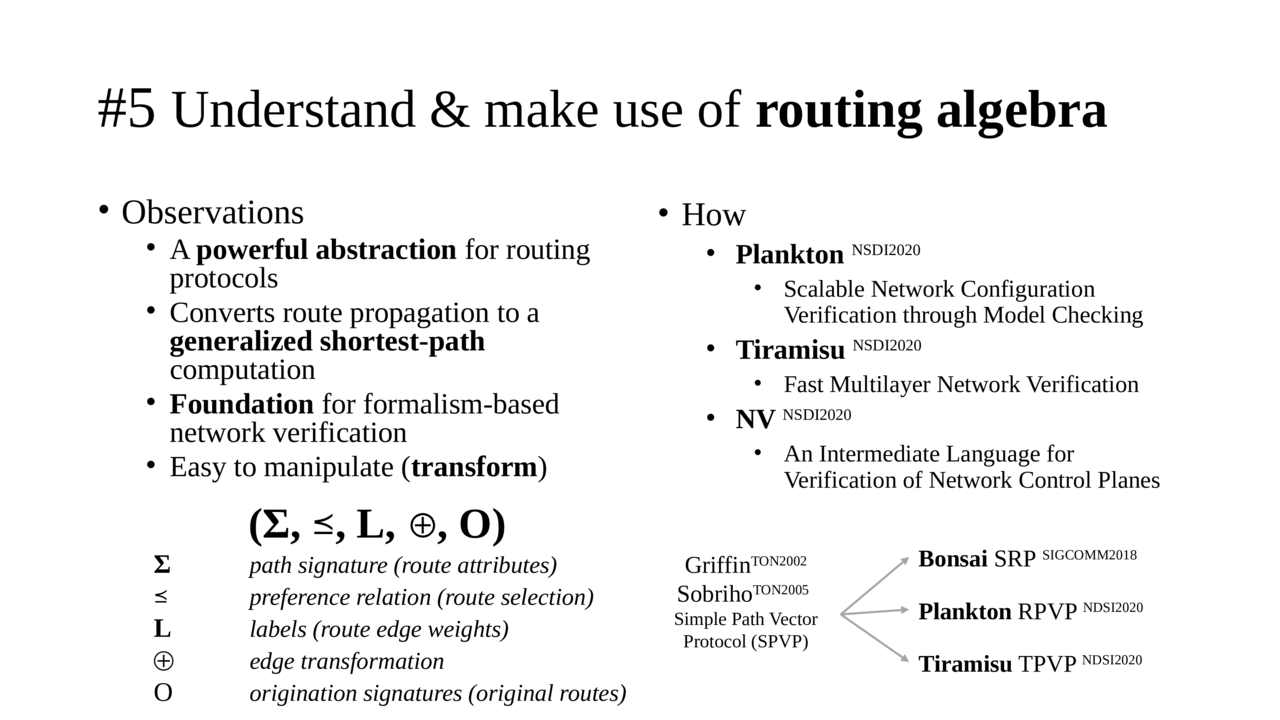 #5 Understand & make use of routing algebra
• Observations
• A powerful abstraction for routing
protocols
• Converts route propagation to a
generalized shortest-path
computation
• Foundation for formalism-based
network verification
• Easy to manipulate (transform)
(Σ, ⪯, L, ⊕, O)
Σ path signature (route attributes)
⪯ preference relation (route selection)
L labels (route edge weights)
⊕ edge transformation
O origination signatures (original routes)
• How
• Plankton NSDI2020
• Scalable Network Configuration
Verification through Model Checking
• Tiramisu NSDI2020
• Fast Multilayer Network Verification
• NV NSDI2020
• An Intermediate Language for
Verification of Network Control Planes
GriffinTON2002
SobrihoTON2005
Simple Path Vector
Protocol (SPVP)
Bonsai SRP SIGCOMM2018
Plankton RPVP NDSI2020
Tiramisu TPVP NDSI2020